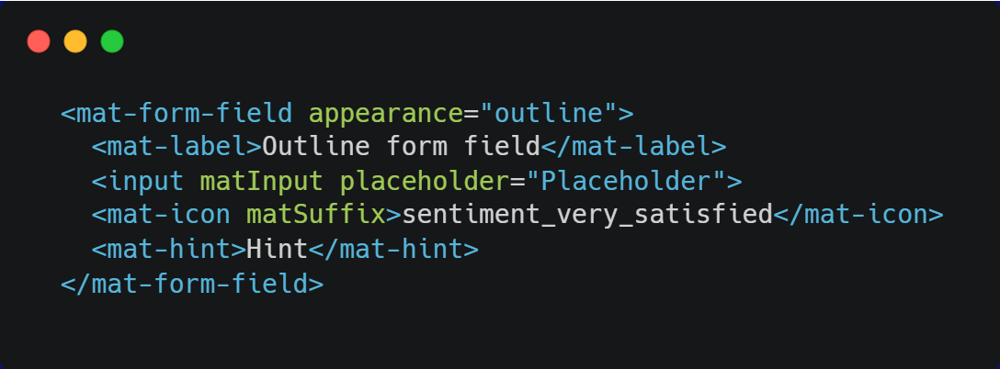 <mat-form-field appearance="outline">
  <mat-label>Outline form field</mat-label>
  <input matInput placeholder="Placeholder">
  <mat-icon matSuffix>sentiment_very_satisfied</mat-icon>
  <mat-hint>Hint</mat-hint>
</mat-form-field>